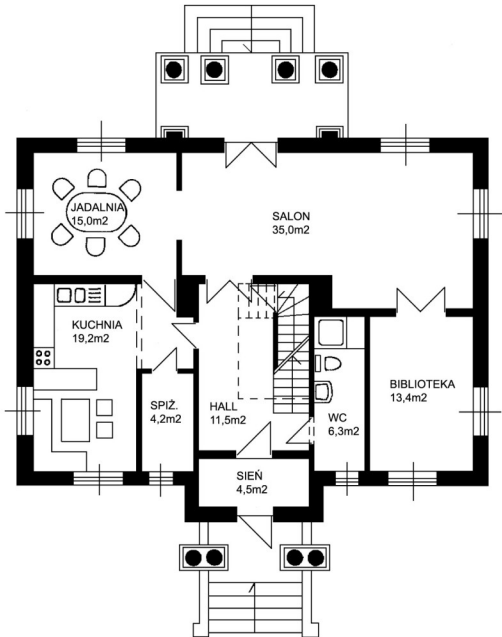 JADALNIA
15,0m2
SALON
35,0m2
KUCHNIA
19,2m2
SPIŻ.
4,2m2
HALL
11,5m2
WC
6,3m2
BIBLIOTEKA
13,4m2
SIEŃ
4,5m2